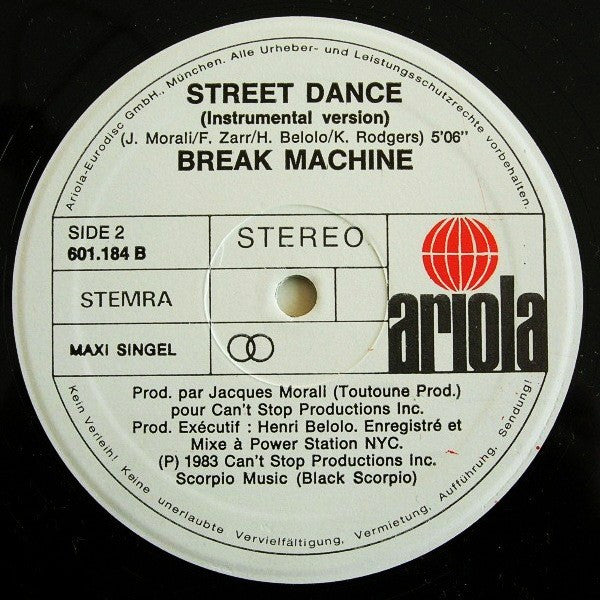 Ariola-Eurodisc GmbH., München. Alle Urheber- und Leistungsschutzrechte vorbehalten.
STREET DANCE
(Instrumental version)
(J. Morali/F. Zarr/H. Belolo/K. Rodgers) 5'06"
BREAK MACHINE
SIDE 2
601.184 B
STEREO
STEMRA
MAXI SINGEL
ariola
Prod. par Jacques Morali (Toutoune Prod.)
pour Can't Stop Productions Inc.
Prod. Exécutif : Henri Belolo. Enregistré et
Mixe à Power Station NYC.
(P) 1983 Can't Stop Productions Inc.
Scorpio Music (Black Scorpio)
Kein Verleih! Keine unerlaubte Vervielfältigung, Vermietung, Aufführung, Sendung!